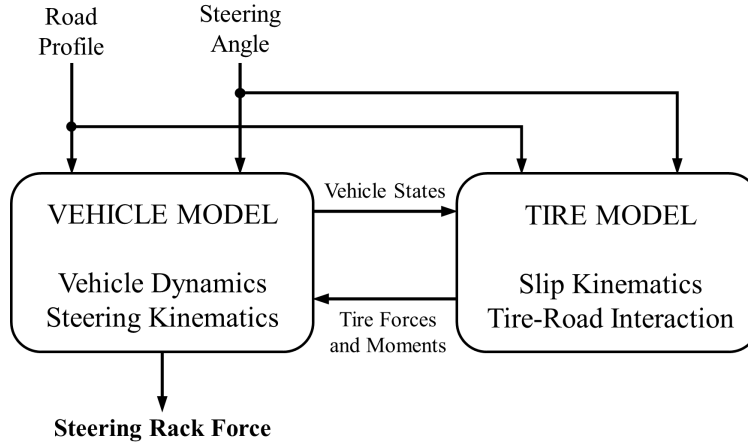 Road
Profile
Steering
Angle
VEHICLE MODEL
Vehicle Dynamics
Steering Kinematics
Vehicle States
Tire Forces
and Moments
TIRE MODEL
Slip Kinematics
Tire-Road Interaction
Steering Rack Force